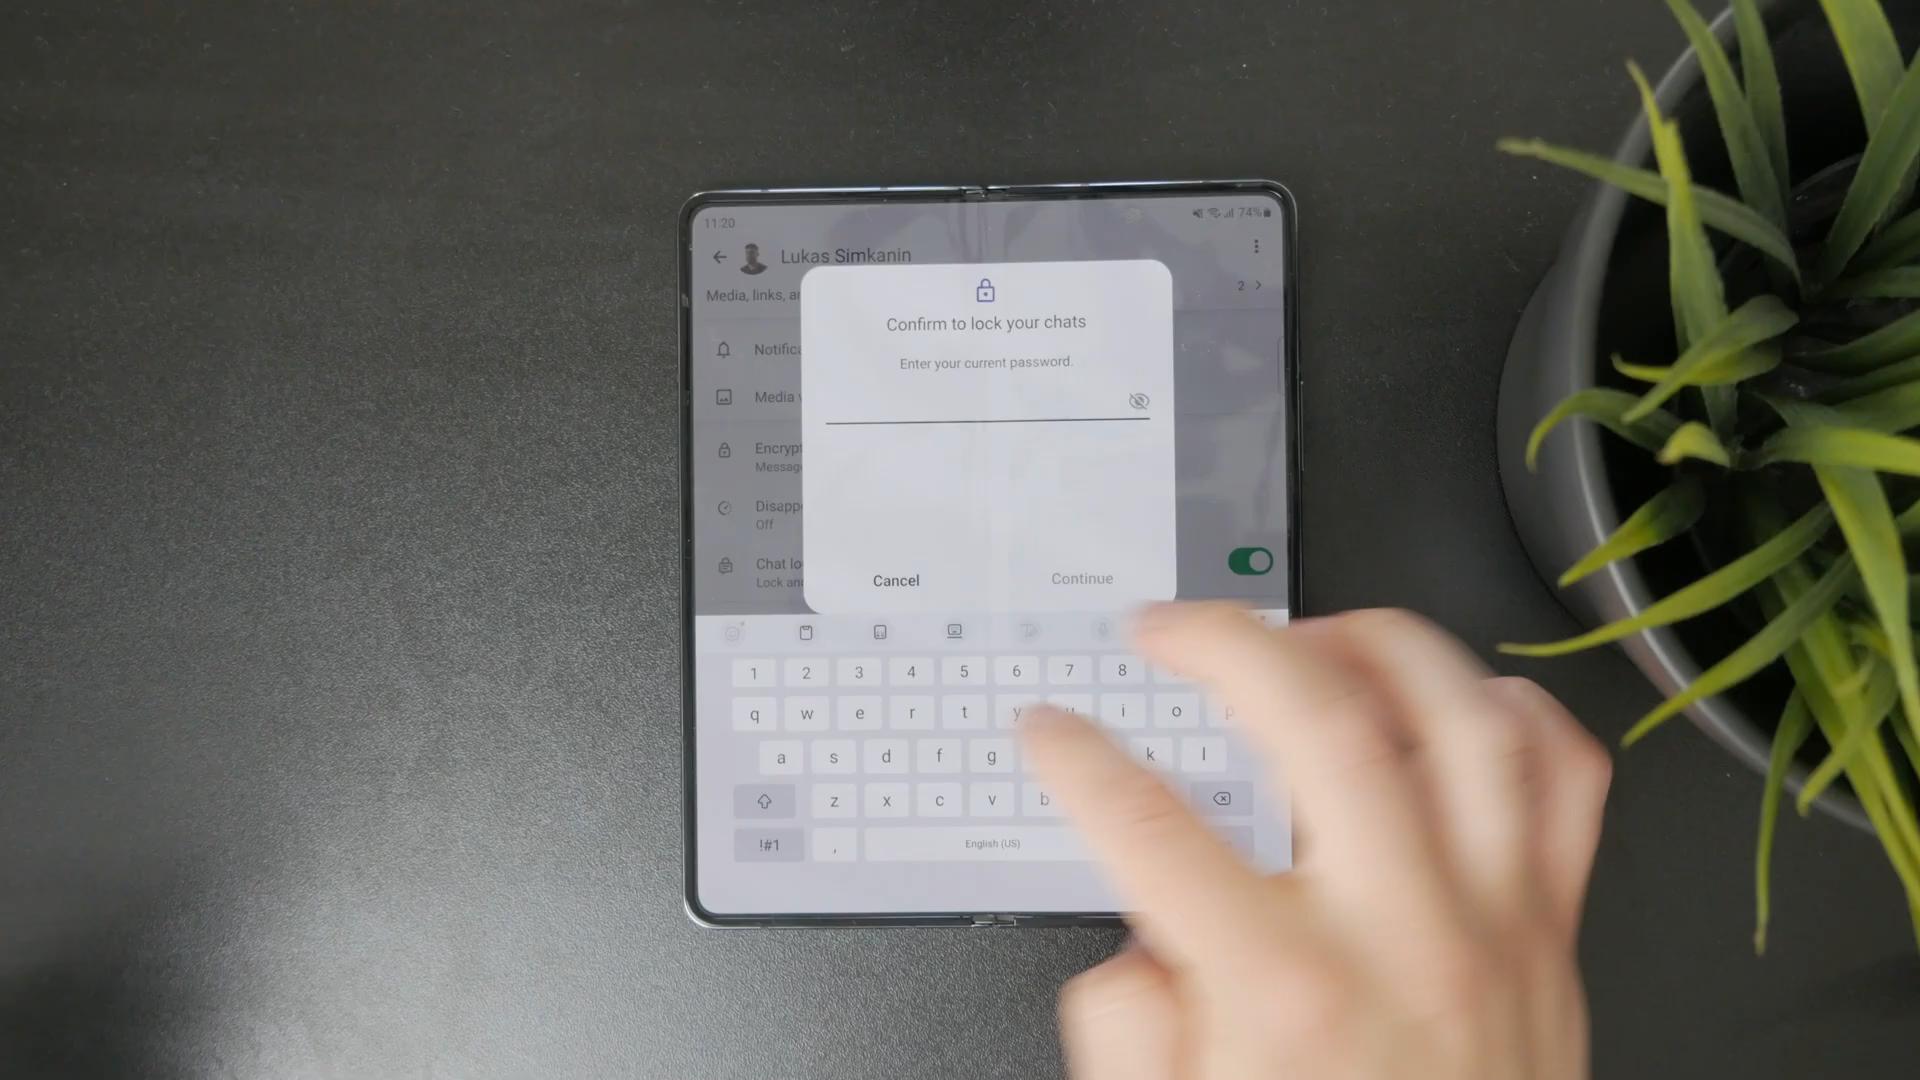 11:20
74%
Lukas Simkanin
Media, links,
2
Confirm to lock your chats
Enter your current password.
Notific
Media
Encrypt
Messag
Disapp
Off
Chat lo
Lock an
Cancel
Continue
1 2 3 4 5 6 7 8
q w e r t y u i o p
a s d f g k l
z x c v b
!#1 , English (US)